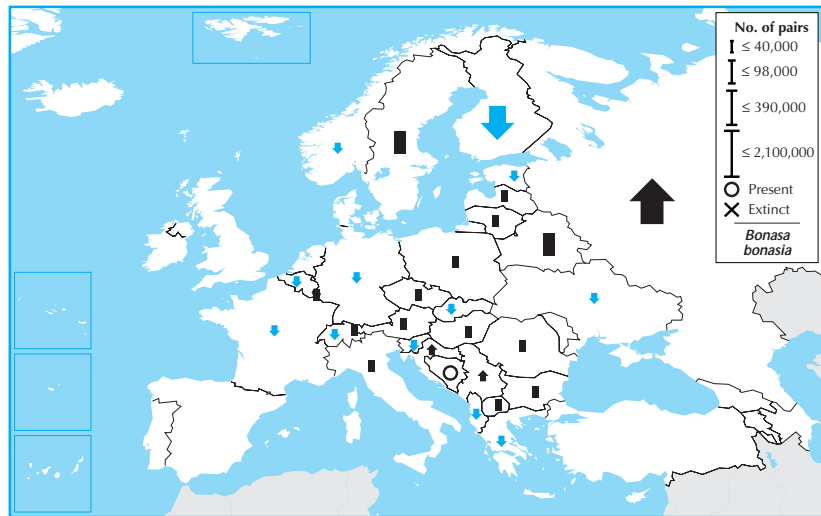 No. of pairs
≤ 40,000
≤ 98,000
≤ 390,000
≤ 2,100,000
Present
Extinct
Bonasa
bonasia